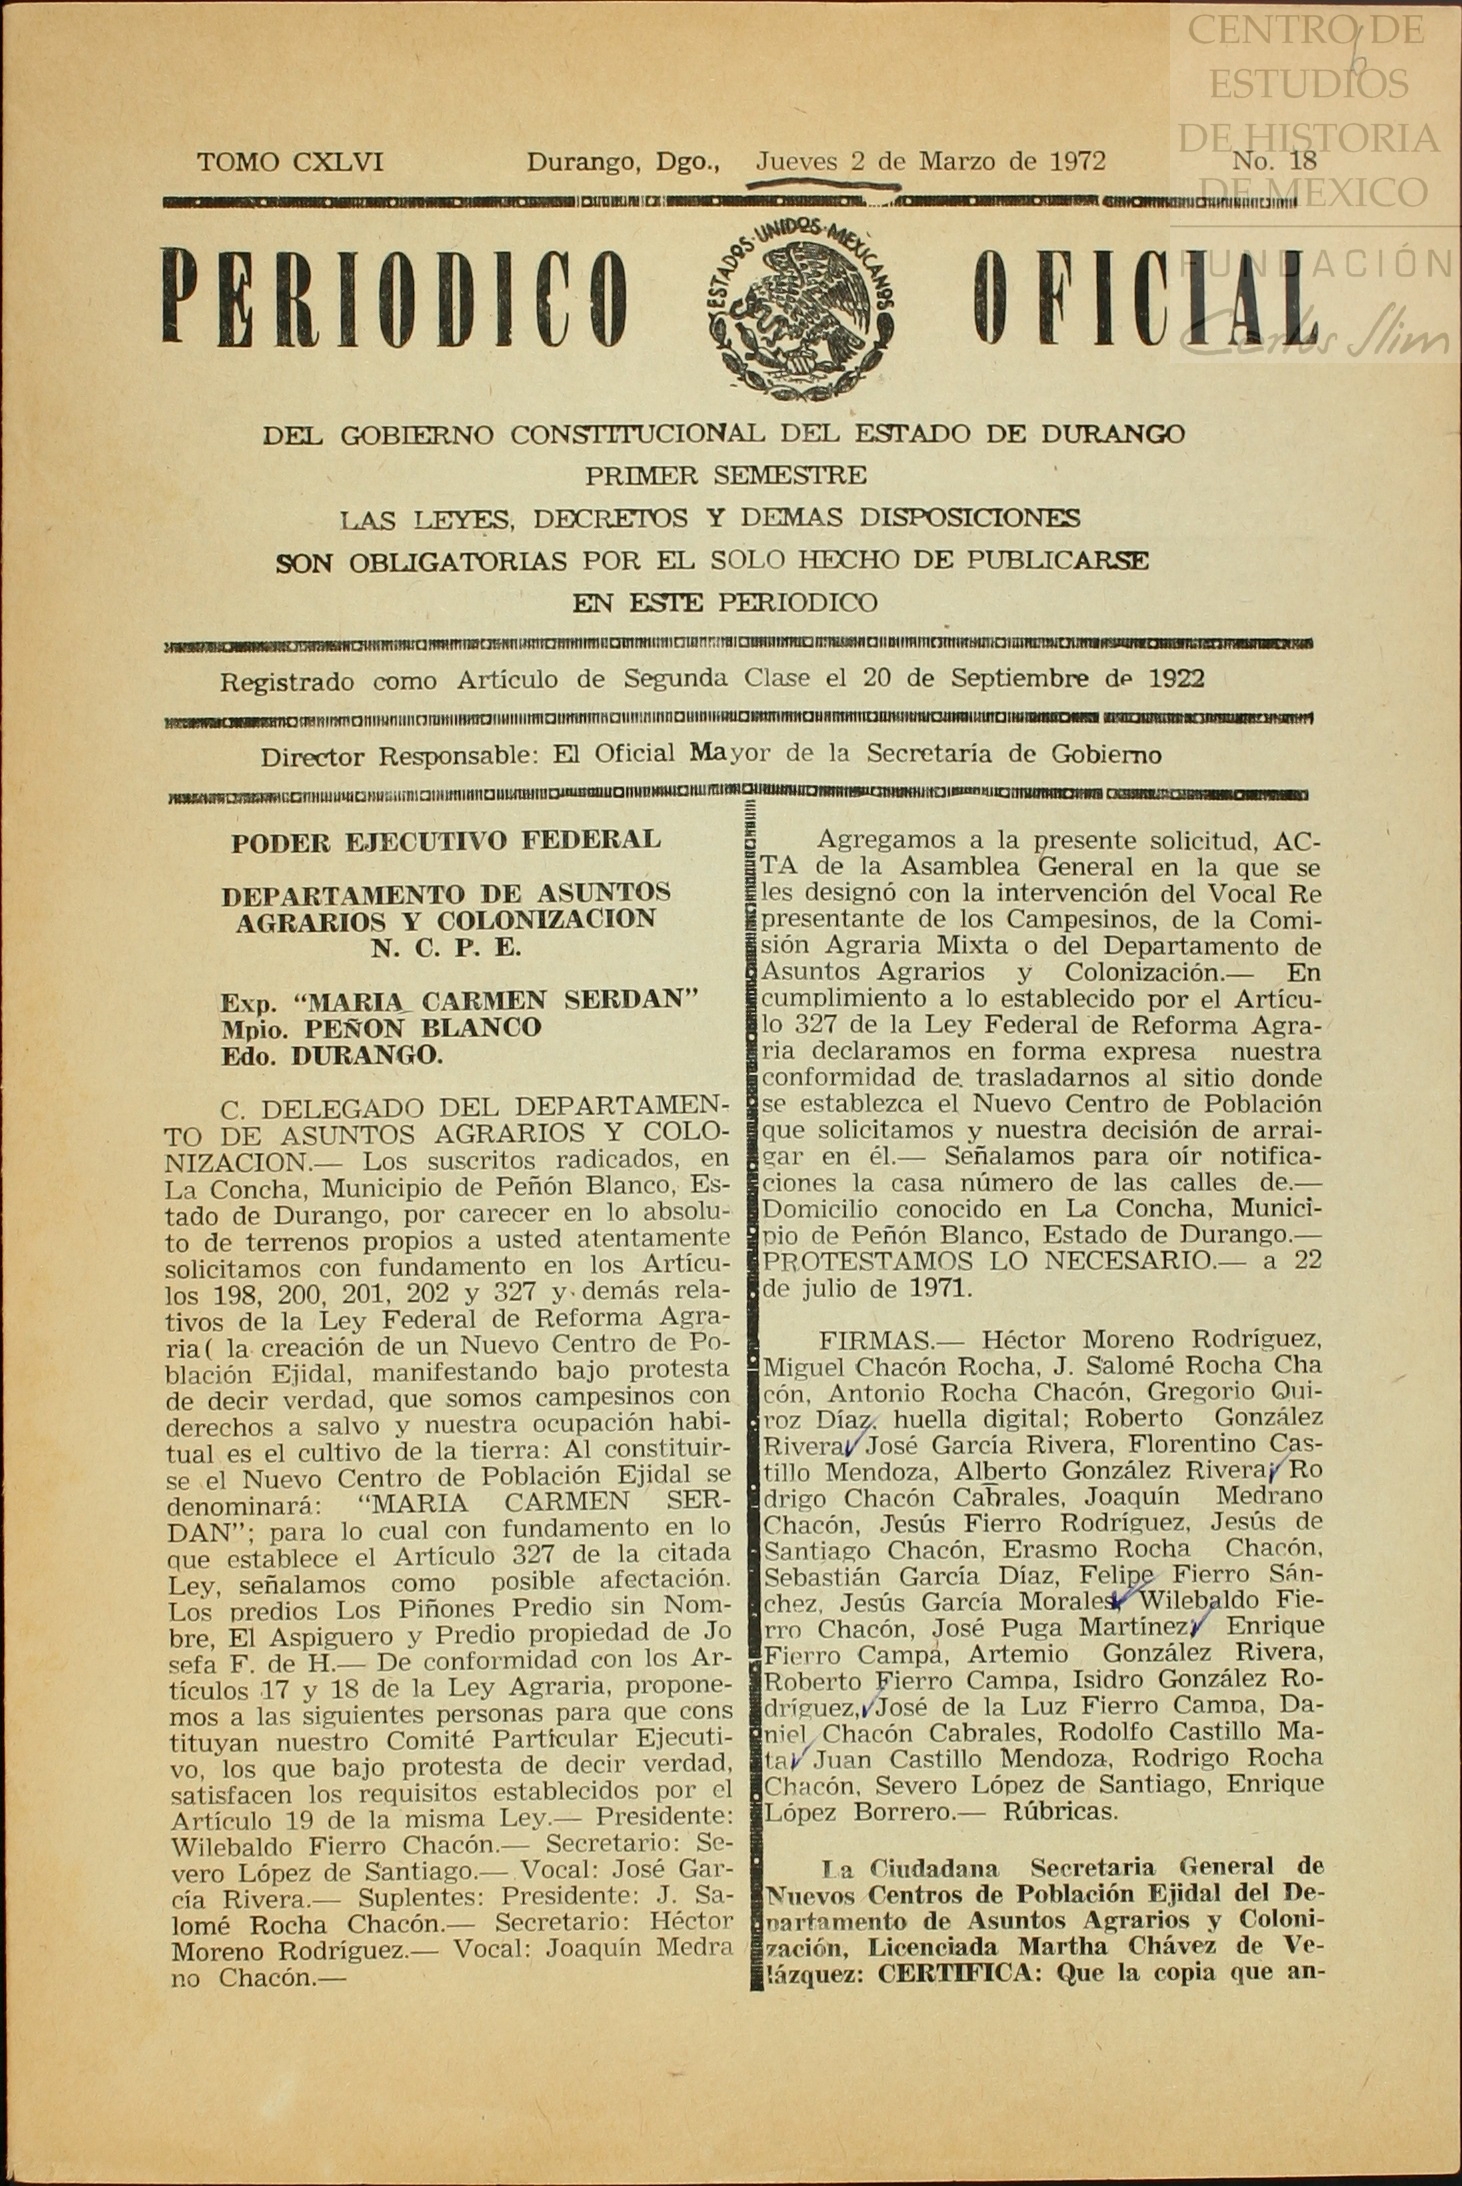 CENTRO DE
ESTUDIOS
DE HISTORIA
DE MEXICO
FUNDACIÓN
Carlos Slim
TOMO CXLVI Durango, Dgo., Jueves 2 de Marzo de 1972 No. 18
PERIODICO OFICIAL
ESTADOS UNIDOS MEXICANOS
DEL GOBIERNO CONSTITUCIONAL DEL ESTADO DE DURANGO
PRIMER SEMESTRE
LAS LEYES, DECRETOS Y DEMAS DISPOSICIONES
SON OBLIGATORIAS POR EL SOLO HECHO DE PUBLICARSE
EN ESTE PERIODICO
Registrado como Artículo de Segunda Clase el 20 de Septiembre de 1922
Director Responsable: El Oficial Mayor de la Secretaría de Gobierno
PODER EJECUTIVO FEDERAL
DEPARTAMENTO DE ASUNTOS
AGRARIOS Y COLONIZACION
N. C. P. E.
Exp. "MARIA CARMEN SERDAN"
Mpio. PEÑON BLANCO
Edo. DURANGO.
C. DELEGADO DEL DEPARTAMEN-
TO DE ASUNTOS AGRARIOS Y COLO-
NIZACION.— Los suscritos radicados, en
La Concha, Municipio de Peñón Blanco, Es-
tado de Durango, por carecer en lo absolu-
to de terrenos propios a usted atentamente
solicitamos con fundamento en los Artícu-
los 198, 200, 201, 202 y 327 y demás rela-
tivos de la Ley Federal de Reforma Agra-
ria( la creación de un Nuevo Centro de Po-
blación Ejidal, manifestando bajo protesta
de decir verdad, que somos campesinos con
derechos a salvo y nuestra ocupación habi-
tual es el cultivo de la tierra: Al constituir-
se el Nuevo Centro de Población Ejidal se
denominará: "MARIA CARMEN SER-
DAN"; para lo cual con fundamento en lo
que establece el Artículo 327 de la citada
Ley, señalamos como posible afectación.
Los predios Los Piñones Predio sin Nom-
bre, El Aspiguero y Predio propiedad de Jo
sefa F. de H.— De conformidad con los Ar-
tículos 17 y 18 de la Ley Agraria, propone-
mos a las siguientes personas para que cons
tituyan nuestro Comité Particular Ejecuti-
vo, los que bajo protesta de decir verdad,
satisfacen los requisitos establecidos por el
Artículo 19 de la misma Ley.— Presidente:
Wilebaldo Fierro Chacón.— Secretario: Se-
vero López de Santiago.— Vocal: José Gar-
cía Rivera.— Suplentes: Presidente: J. Sa-
lomé Rocha Chacón.— Secretario: Héctor
Moreno Rodríguez.— Vocal: Joaquín Medra
no Chacón.—
Agregamos a la presente solicitud, AC-
TA de la Asamblea General en la que se
les designó con la intervención del Vocal Re
presentante de los Campesinos, de la Comi-
sión Agraria Mixta o del Departamento de
Asuntos Agrarios y Colonización.— En
cumplimiento a lo establecido por el Artícu-
lo 327 de la Ley Federal de Reforma Agra-
ria declaramos en forma expresa nuestra
conformidad de trasladarnos al sitio donde
se establezca el Nuevo Centro de Población
que solicitamos y nuestra decisión de arrai-
gar en él.— Señalamos para oír notifica-
ciones la casa número de las calles de.—
Domicilio conocido en La Concha, Munici-
pio de Peñón Blanco, Estado de Durango.—
PROTESTAMOS LO NECESARIO.— a 22
de julio de 1971.
FIRMAS.— Héctor Moreno Rodríguez,
Miguel Chacón Rocha, J. Salomé Rocha Cha
cón, Antonio Rocha Chacón, Gregorio Qui-
roz Díaz, huella digital; Roberto González
Rivera, José García Rivera, Florentino Cas-
tillo Mendoza, Alberto González Rivera, Ro
drigo Chacón Cabrales, Joaquín Medrano
Chacón, Jesús Fierro Rodríguez, Jesús de
Santiago Chacón, Erasmo Rocha Chacón,
Sebastián García Díaz, Felipe Fierro Sán-
chez, Jesús García Morales, Wilebaldo Fie-
rro Chacón, José Puga Martínez, Enrique
Fierro Campa, Artemio González Rivera,
Roberto Fierro Campa, Isidro González Ro-
dríguez, José de la Luz Fierro Campa, Da-
niel Chacón Cabrales, Rodolfo Castillo Ma-
ta, Juan Castillo Mendoza, Rodrigo Rocha
Chacón, Severo López de Santiago, Enrique
López Borrero.— Rúbricas.
La Ciudadana Secretaria General de
Nuevos Centros de Población Ejidal del De-
partamento de Asuntos Agrarios y Coloni-
zación, Licenciada Martha Chávez de Ve-
lázquez: CERTIFICA: Que la copia que an-